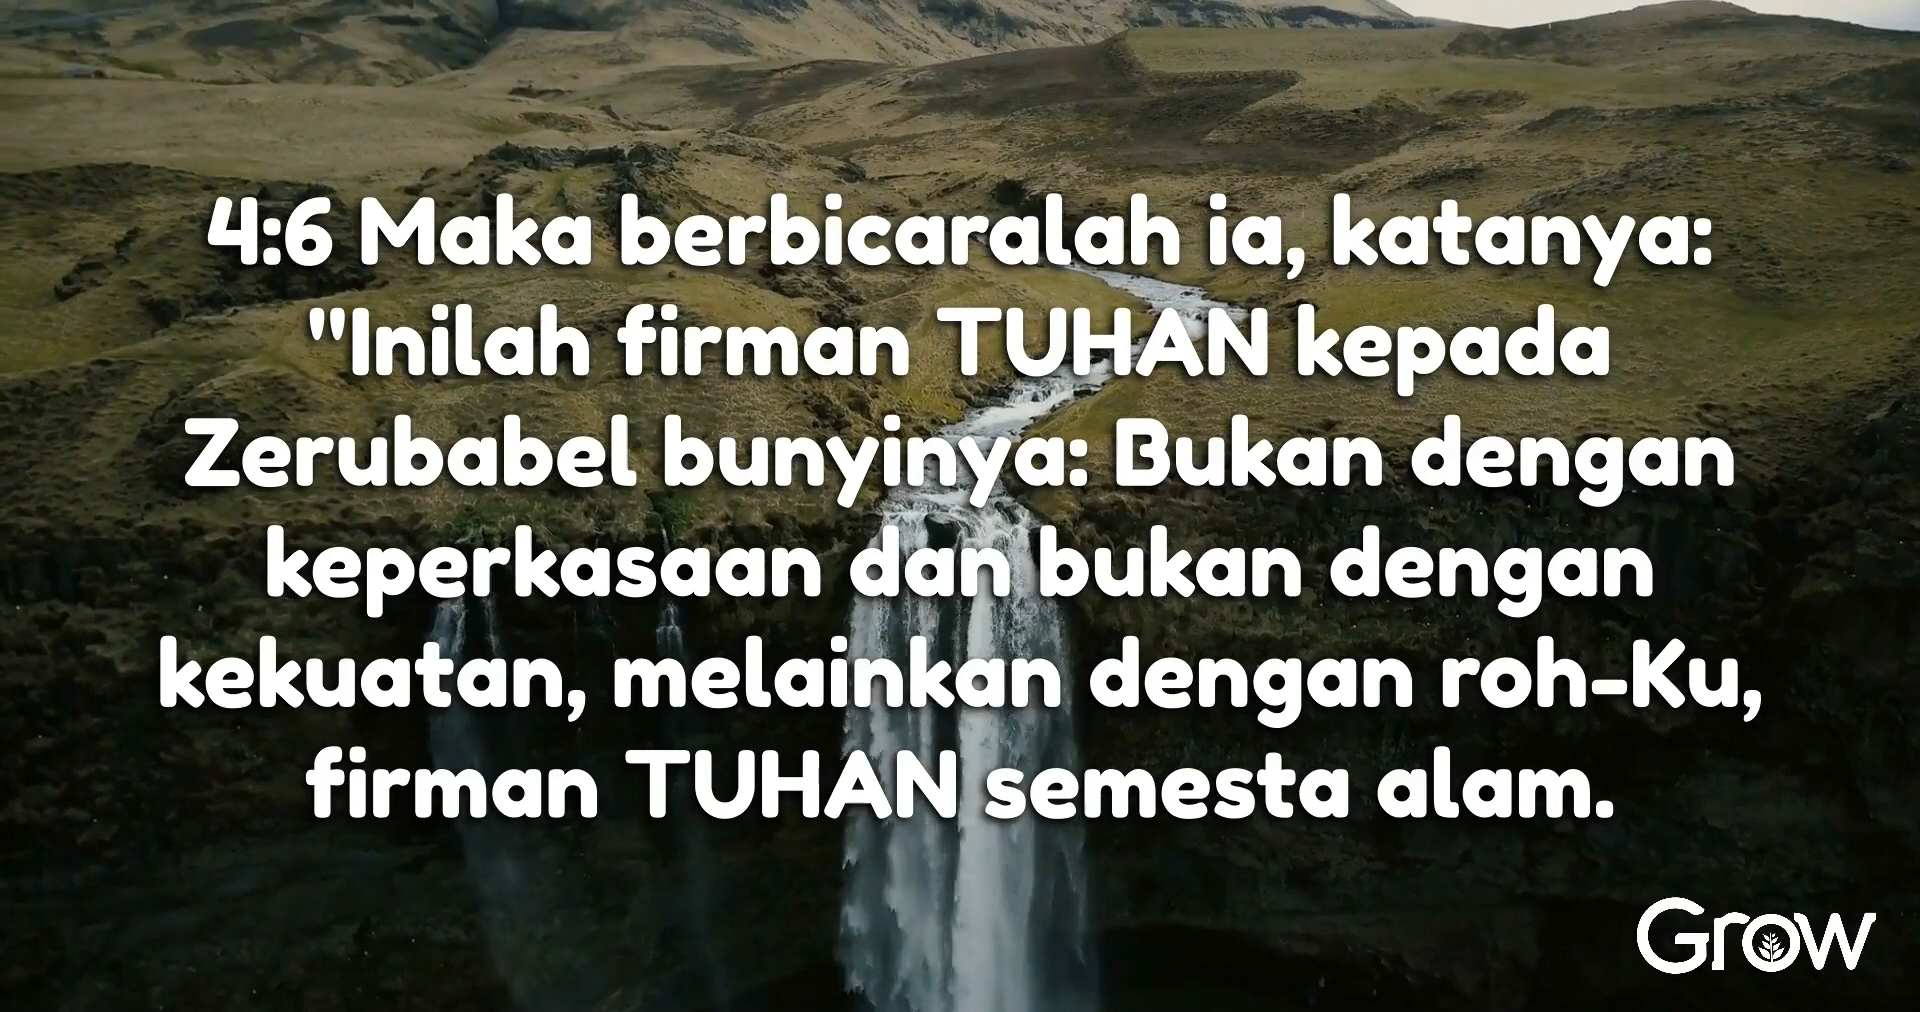 4:6 Maka berbicaralah ia, katanya:
"Inilah firman TUHAN kepada
Zerubabel bunyinya: Bukan dengan
keperkasaan dan bukan dengan
kekuatan, melainkan dengan roh-Ku,
firman TUHAN semesta alam.
Grow